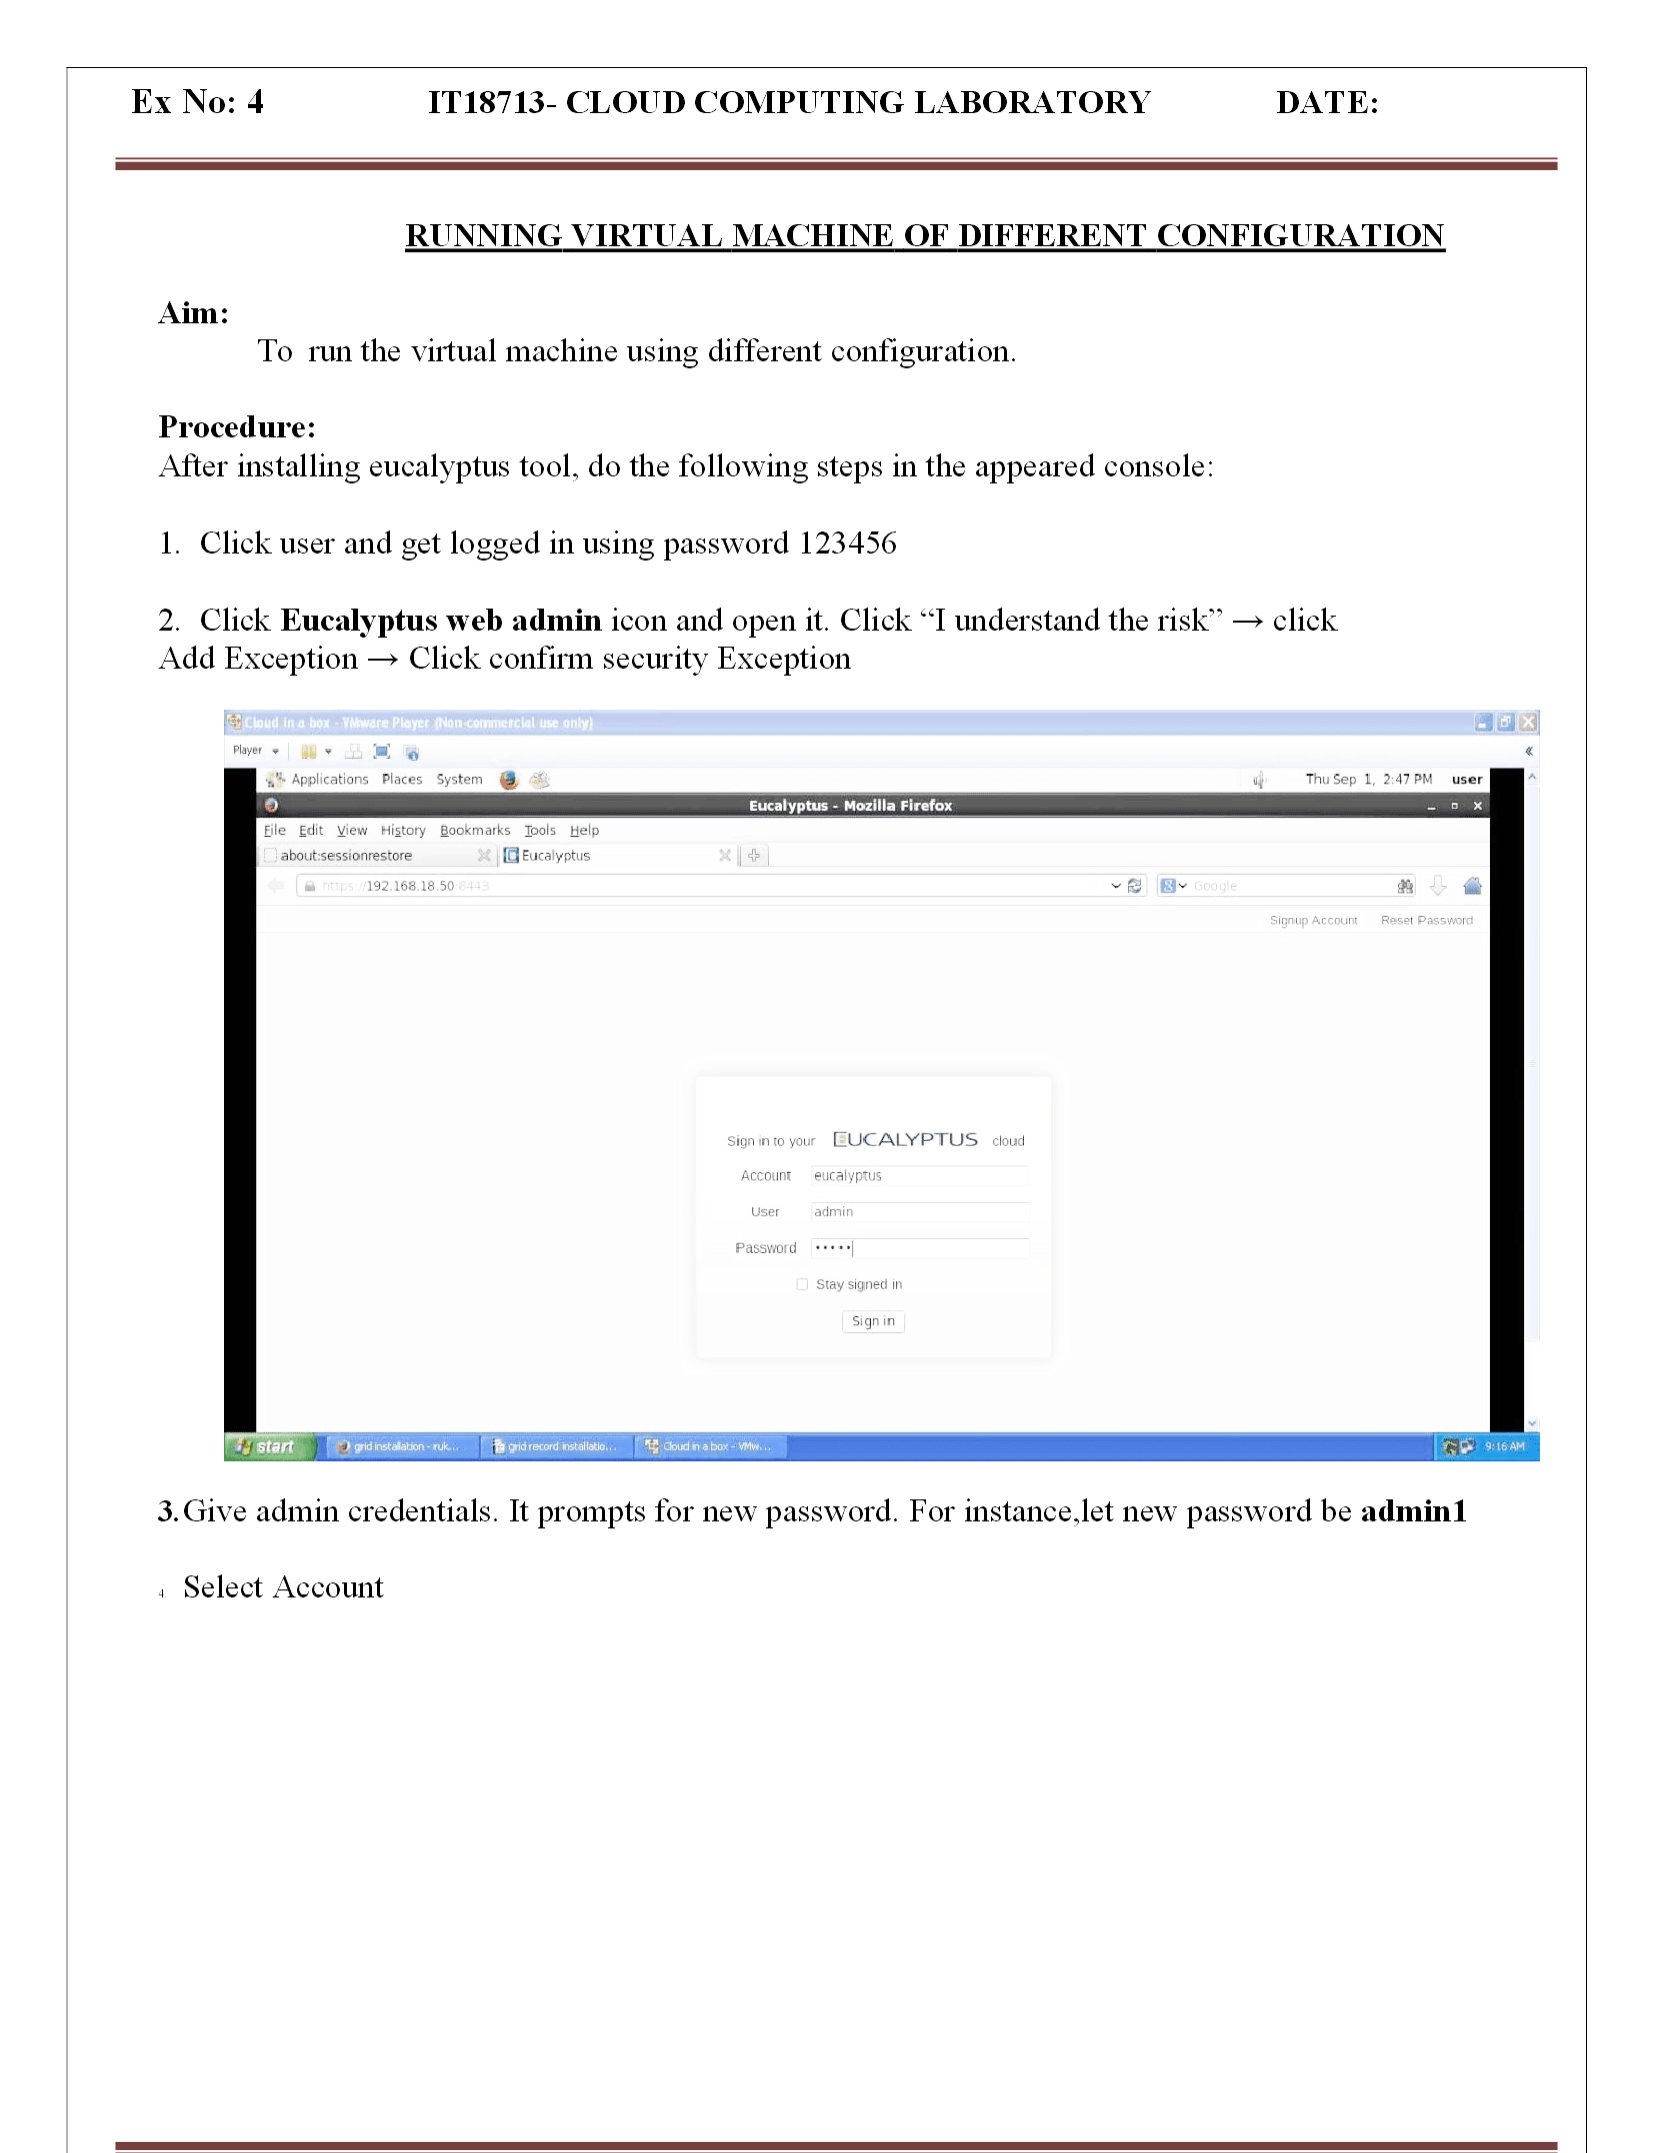 Ex No: 4 IT18713- CLOUD COMPUTING LABORATORY DATE:
RUNNING VIRTUAL MACHINE OF DIFFERENT CONFIGURATION
Aim:
To run the virtual machine using different configuration.
Procedure:
After installing eucalyptus tool, do the following steps in the appeared console:
1. Click user and get logged in using password 123456
2. Click Eucalyptus web admin icon and open it. Click “I understand the risk” → click
Add Exception → Click confirm security Exception
Cloud in a box - VMware Player (Non-commercial use only)
Player
Applications Places System Thu Sep 1, 2:47 PM user
Eucalyptus - Mozilla Firefox
File Edit View History Bookmarks Tools Help
about:sessionrestore Eucalyptus
https://192.168.18.50:8443 Google
Signup Account Reset Password
Sign in to your EUCALYPTUS cloud
Account eucalyptus
User admin
Password •••••
Stay signed in
Sign in
start grid installation - ruk... grid record installatio... Cloud in a box - VMw... 9:16 AM
3. Give admin credentials. It prompts for new password. For instance,let new password be admin1
4. Select Account